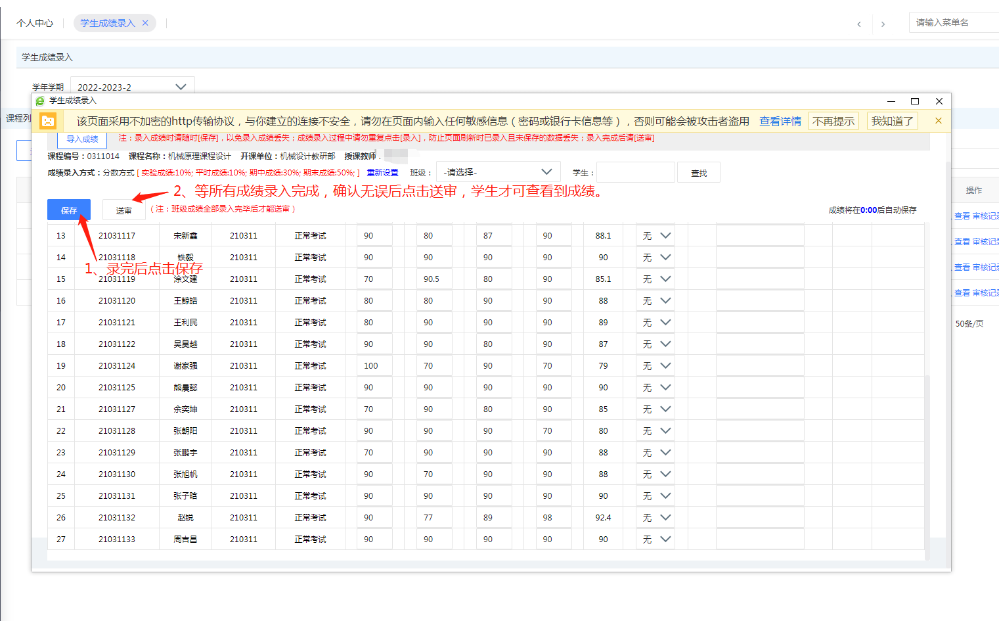 个人中心 学生成绩录入 × 请输入菜单名
学生成绩录入
学年学期 2022-2023-2
学生成绩录入
课程列
该页面采用不加密的http传输协议，与你建立的连接不安全，请勿在页面内输入任何敏感信息（密码或银行卡信息等），否则可能会被攻击者盗用 查看详情 不再提示 我知道了
导入成绩 注：录入成绩时请随时[保存]，以免录入成绩丢失；成绩录入过程中请勿重复点击[录入]，防止页面刷新时已录入且未保存的数据丢失；录入完成后请[送审]
课程编号：0311014 课程名称：机械原理课程设计 开课单位：机械设计教研部 授课教师：
成绩录入方式：分数方式 [ 实验成绩:10%; 平时成绩:10%; 期中成绩:30%; 期末成绩:50%; ] 重新设置 班级： -请选择- 学生： 查找
2、等所有成绩录入完成，确认无误后点击送审，学生才可查看到成绩。
保存 送审 （注：班级成绩全部录入完毕后才能送审） 成绩将在0:00后自动保存
操作
13 21031117 宋新鑫 210311 正常考试 90 80 87 90 88.1 无
14 21031118 铁毅 210311 正常考试 90 90 90 90 90 无
1、录完后点击保存
15 21031119 涂文建 210311 正常考试 70 90.5 80 90 85.1 无
16 21031120 王鲸皓 210311 正常考试 80 80 90 90 88 无
17 21031121 王利民 210311 正常考试 80 90 90 90 89 无
18 21031122 吴昊越 210311 正常考试 90 90 80 90 87 无
19 21031124 谢家强 210311 正常考试 100 70 90 70 79 无
20 21031125 熊晨懿 210311 正常考试 90 90 90 90 90 无
21 21031127 余奕坤 210311 正常考试 70 90 80 90 85 无
22 21031128 张朝阳 210311 正常考试 90 90 90 70 80 无
23 21031129 张鹏宇 210311 正常考试 70 90 90 90 88 无
24 21031130 张旭帆 210311 正常考试 90 70 90 90 88 无
25 21031131 张子晗 210311 正常考试 90 90 90 90 90 无
26 21031132 赵锐 210311 正常考试 90 77 89 98 92.4 无
27 21031133 周吉昌 210311 正常考试 90 90 90 90 90 无
查看 审核记录
查看 审核记录
查看 审核记录
查看 审核记录
50条/页